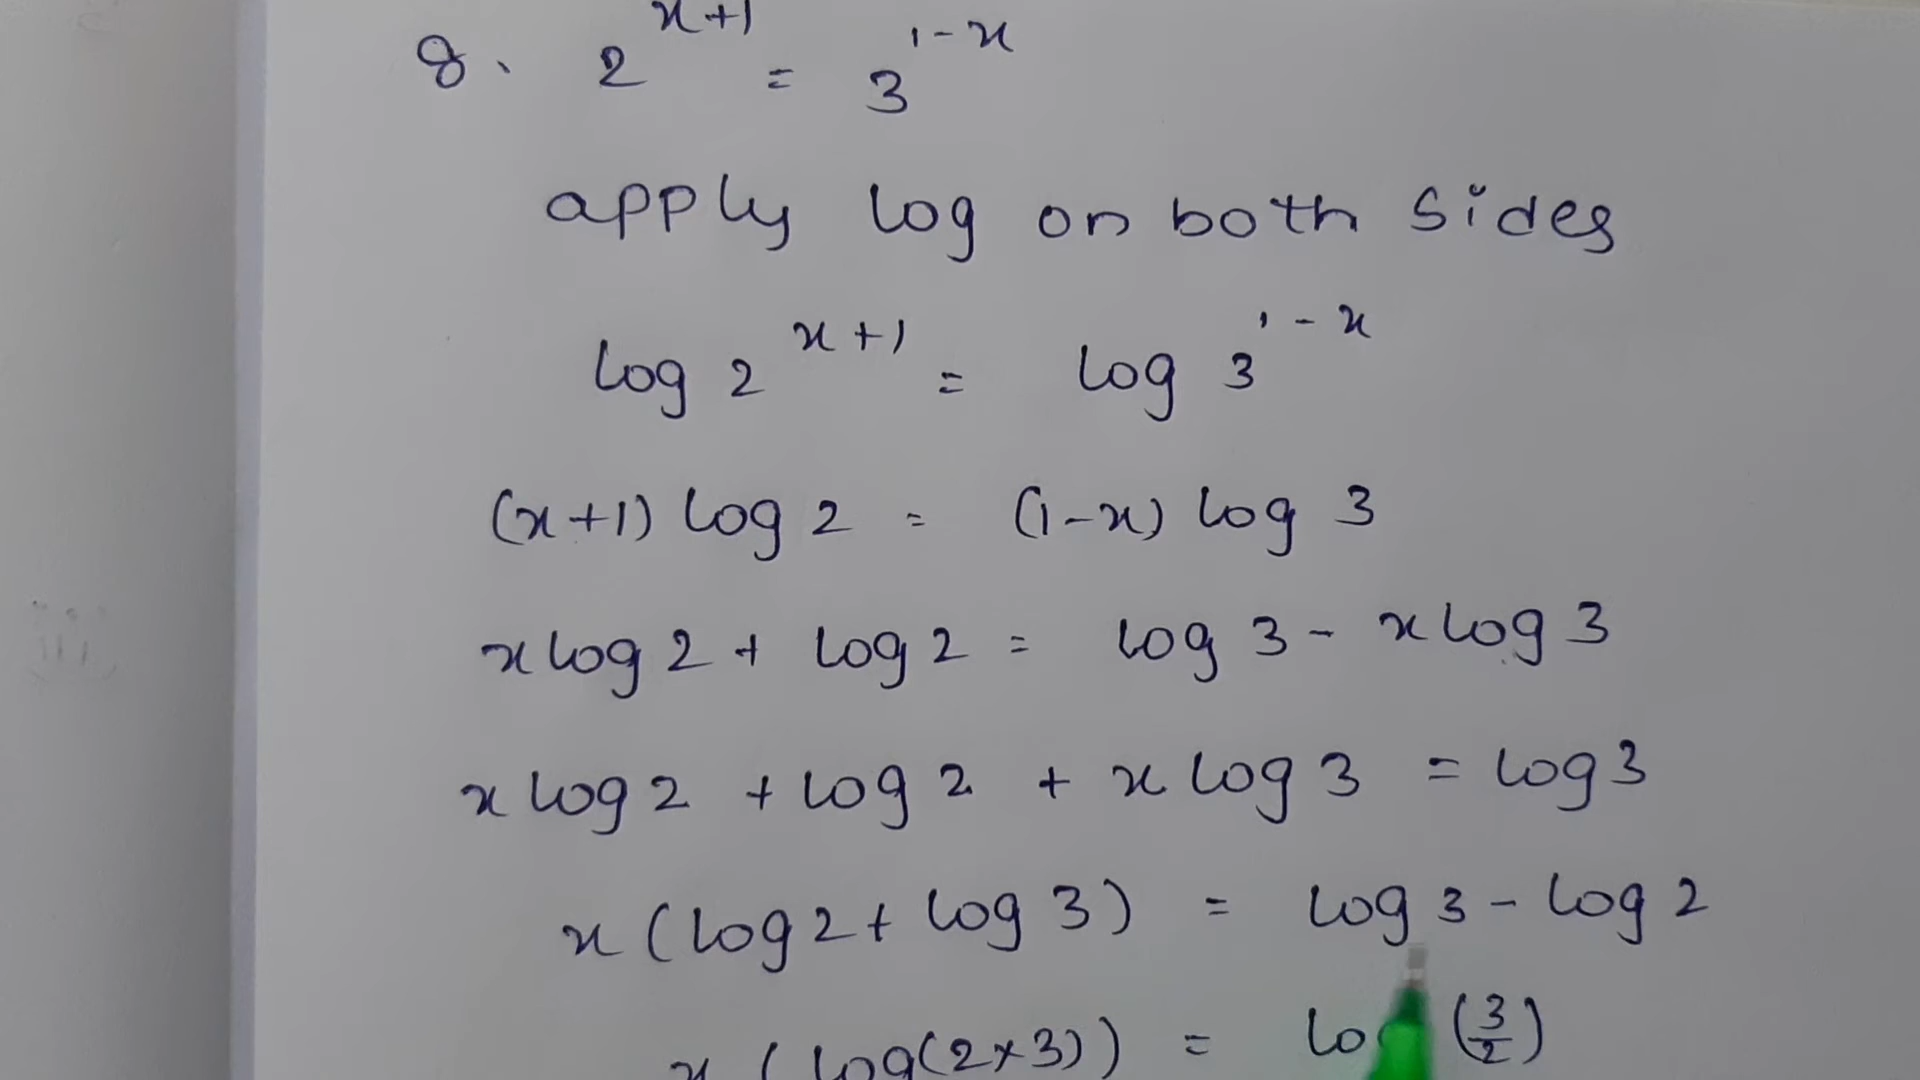 8. 2^{x+1} = 3^{1-x}
apply log on both sides
log 2^{x+1} = log 3^{1-x}
(x+1) log 2 = (1-x) log 3
x log 2 + log 2 = log 3 - x log 3
x log 2 + log 2 + x log 3 = log 3
x (log 2 + log 3) = log 3 - log 2
x (log(2×3)) = log (3/2)